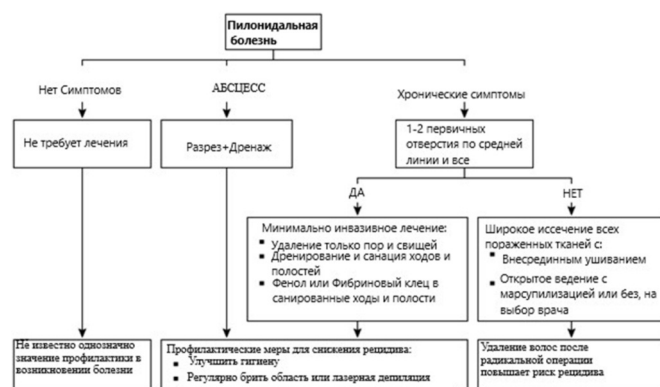 Пилонидальная
болезнь
Нет Симптомов
АБСЦЕСС
Хронические симптомы
Не требует лечения
Разрез+Дренаж
1-2 первичных
отверстия по средней
линии и все
ДА
НЕТ
Минимально инвазивное лечение:
Удаление только пор и свищей
Дренирование и санация ходов и
полостей
Фенол или Фибриновый клец в
санированные ходы и полости
Широкое иссечение всех
пораженных тканей с:
Внесрединным ушиванием
Открытое ведение с
марсупилизацией или без, на
выбор врача
Не известно однозначно
значение профилактики в
возникновении болезни
Профилактические меры для снижения рецидива:
Улучшить гигиену
Регулярно брить область или лазерная депиляция
Удаление волос после
радикальной операции
повышает риск рецидива